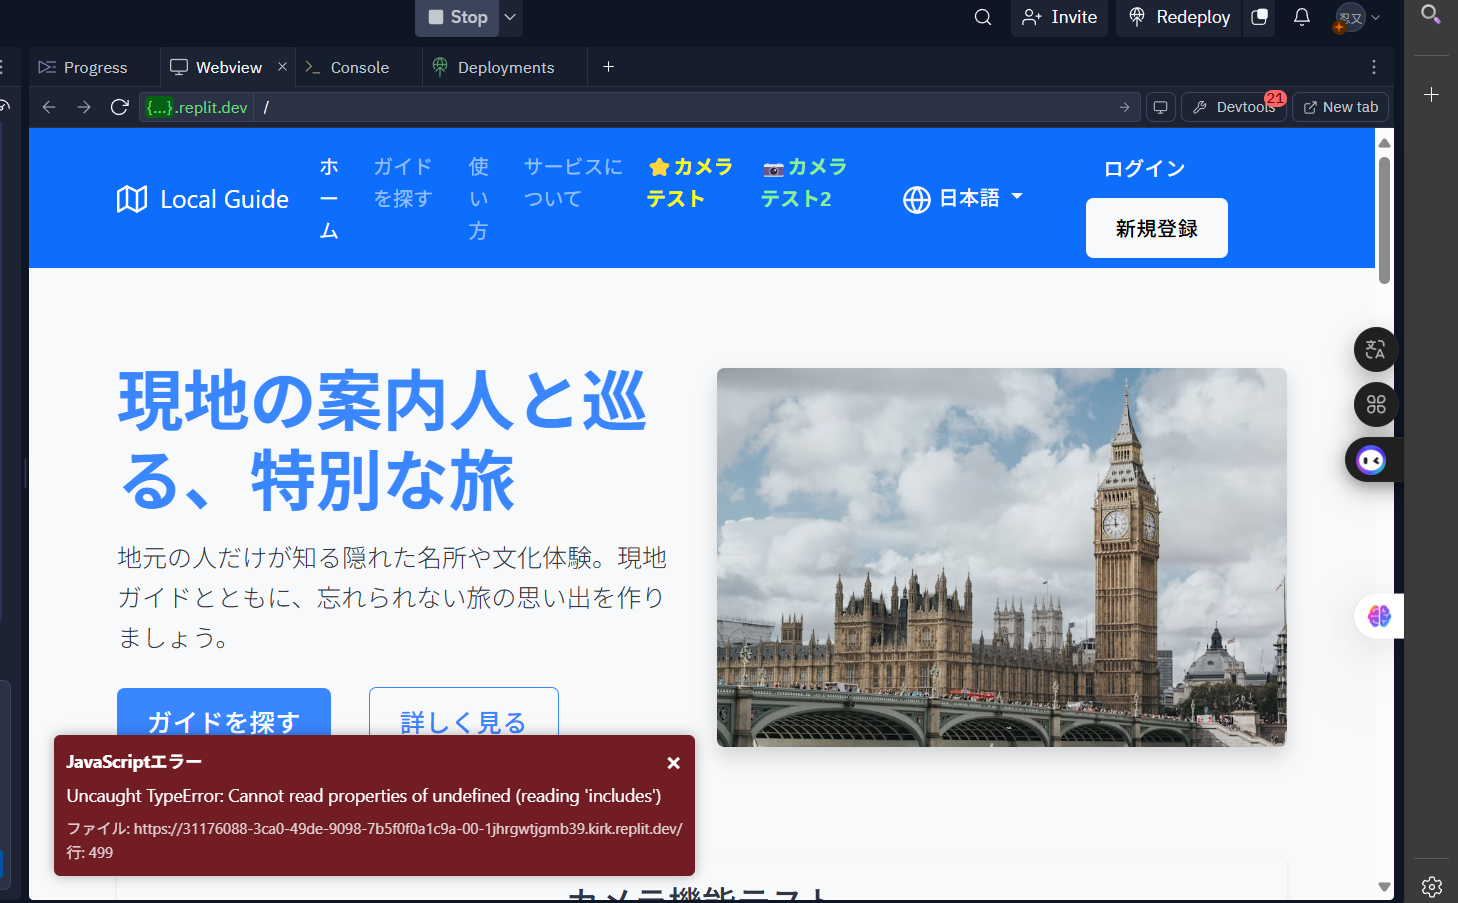 Stop
Invite
Redeploy
Progress
Webview
Console
Deployments
{...}.replit.dev
/
Devtools
21
New tab
Local Guide
ホーム
ガイドを探す
使い方
サービスについて
カメラテスト
カメラテスト2
日本語
ログイン
新規登録
現地の案内人と巡
る、特別な旅
地元の人だけが知る隠れた名所や文化体験。現地
ガイドとともに、忘れられない旅の思い出を作り
ましょう。
ガイドを探す
詳しく見る
JavaScriptエラー
Uncaught TypeError: Cannot read properties of undefined (reading 'includes')
ファイル: https://31176088-3ca0-49de-9098-7b5f0f0a1c9a-00-1jhrgwtjgmb39.kirk.replit.dev/
行: 499
カメラ機能テスト